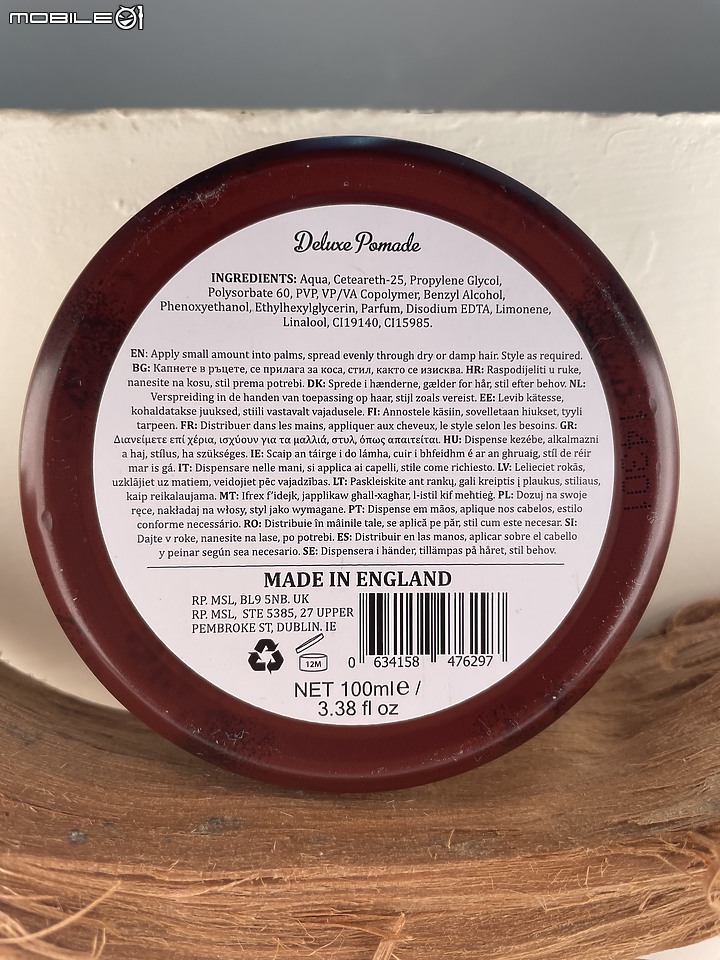 MOBILE01
Deluxe Pomade
INGREDIENTS: Aqua, Ceteareth-25, Propylene Glycol,
Polysorbate 60, PVP, VP/VA Copolymer, Benzyl Alcohol,
Phenoxyethanol, Ethylhexylglycerin, Parfum, Disodium EDTA, Limonene,
Linalool, CI19140, CI15985.
EN: Apply small amount into palms, spread evenly through dry or damp hair. Style as required.
BG: Капнете в ръцете, се прилага за коса, стил, както се изисква. HR: Raspodijeliti u ruke,
nanesite na kosu, stil prema potrebi. DK: Sprede i hænderne, gælder for hår, stil efter behov. NL:
Verspreiding in de handen van toepassing op haar, stijl zoals vereist. EE: Levib kätesse,
kohaldatakse juuksed, stiili vastavalt vajadusele. FI: Annostele käsiin, sovelletaan hiukset, tyyli
tarpeen. FR: Distribuer dans les mains, appliquer aux cheveux, le style selon les besoins. GR:
Διανείμετε επί χέρια, ισχύουν για τα μαλλιά, στυλ, όπως απαιτείται. HU: Dispense kezébe, alkalmazni
a haj, stílus, ha szükséges. IE: Scaip an táirge i do lámha, cuir i bhfeidhm é ar an ghruaig, stíl de réir
mar is gá. IT: Dispensare nelle mani, si applica ai capelli, stile come richiesto. LV: Lelieciet rokās,
uzklājiet uz matiem, veidojiet pēc vajadzības. LT: Paskleiskite ant rankų, gali kreiptis į plaukus, stiliaus,
kaip reikalaujama. MT: Ifrex f'idejk, japplikaw għall-xagħar, l-istil kif meħtieġ. PL: Dozuj na swoje
ręce, nakładaj na włosy, styl jako wymagane. PT: Dispense em mãos, aplique nos cabelos, estilo
conforme necessário. RO: Distribuie în mâinile tale, se aplică pe păr, stil cum este necesar. SI:
Dajte v roke, nanesite na lase, po potrebi. ES: Distribuir en las manos, aplicar sobre el cabello
y peinar según sea necesario. SE: Dispensera i händer, tillämpas på håret, stil behov.
MADE IN ENGLAND
RP. MSL, BL9 5NB. UK
RP. MSL, STE 5385, 27 UPPER
PEMBROKE ST, DUBLIN. IE
12M
0 634158 476297
NET 100ml e /
3.38 fl oz